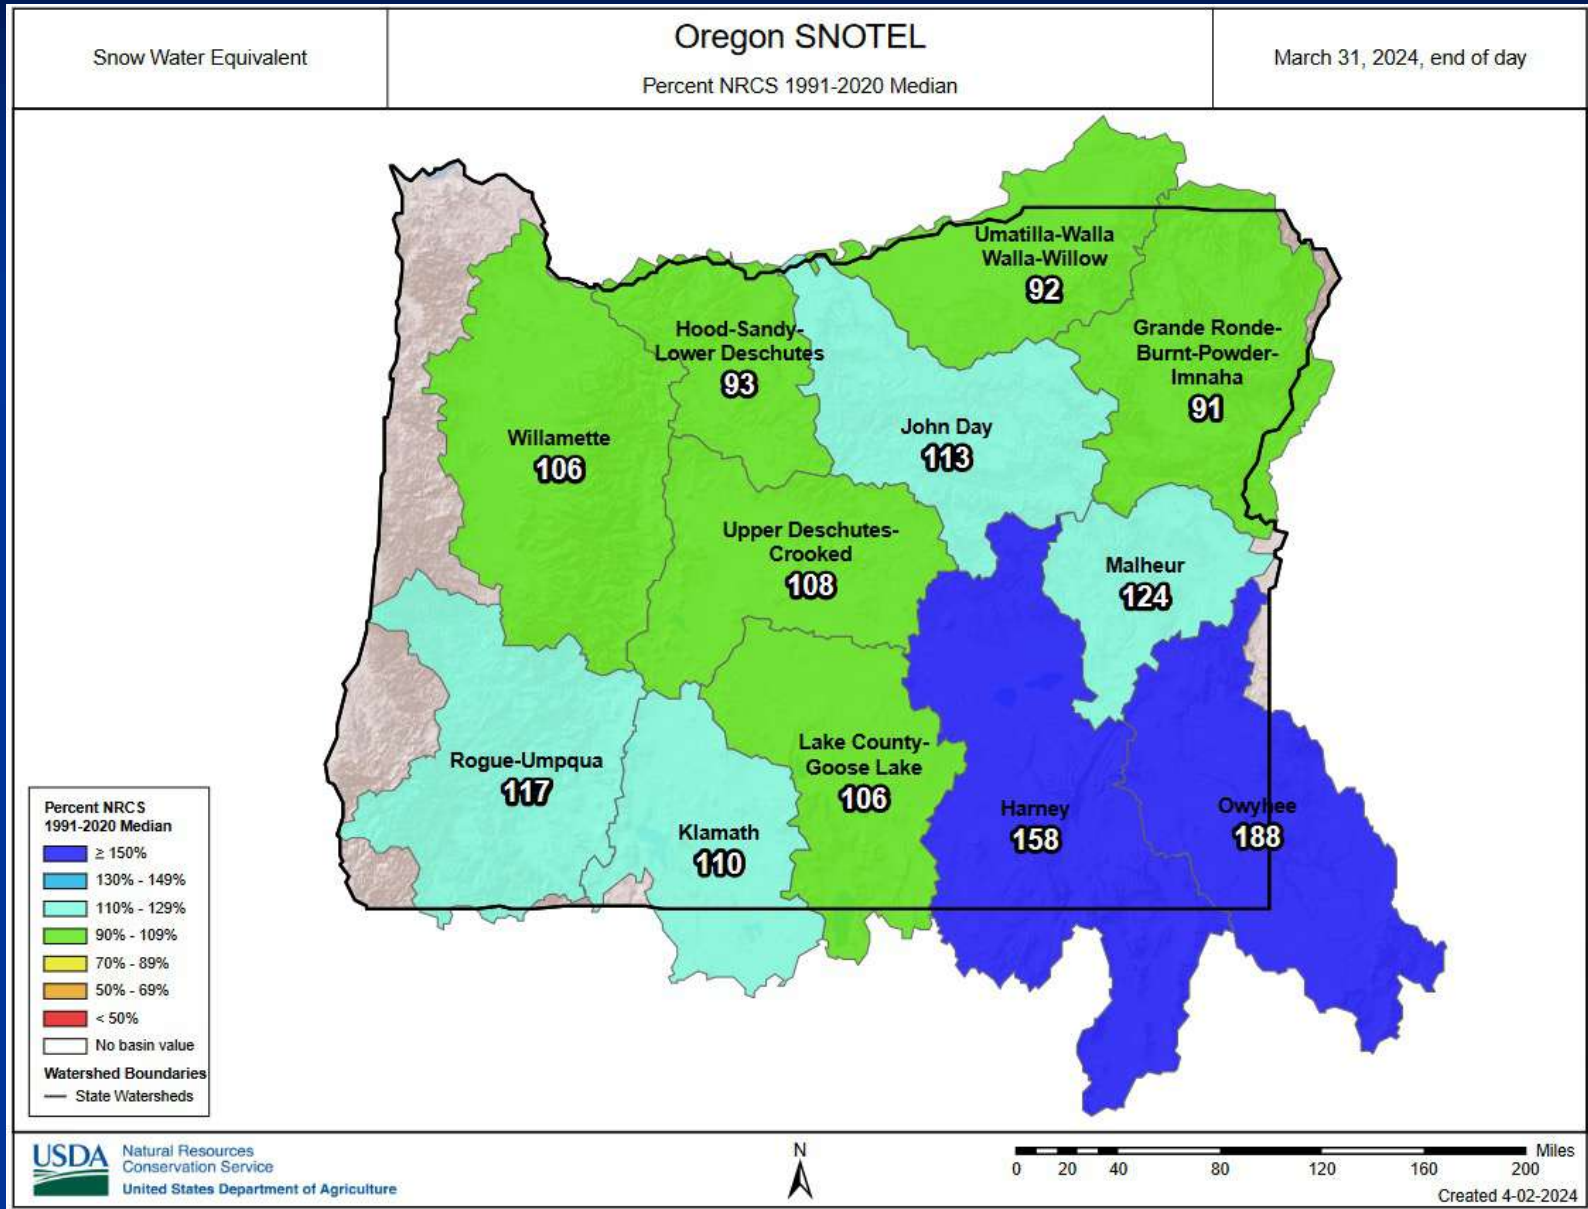 Snow Water Equivalent
Oregon SNOTEL
Percent NRCS 1991-2020 Median
March 31, 2024, end of day
Umatilla-Walla
Walla-Willow
92
Grande Ronde-
Burnt-Powder-
Imnaha
91
Hood-Sandy-
Lower Deschutes
93
John Day
113
Willamette
106
Upper Deschutes-
Crooked
108
Malheur
124
Rogue-Umpqua
117
Klamath
110
Lake County-
Goose Lake
106
Harney
158
Owyhee
188
Percent NRCS
1991-2020 Median
≥ 150%
130% - 149%
110% - 129%
90% - 109%
70% - 89%
50% - 69%
< 50%
No basin value
Watershed Boundaries
State Watersheds
USDA
Natural Resources
Conservation Service
United States Department of Agriculture
N
Miles
0 20 40 80 120 160 200
Created 4-02-2024